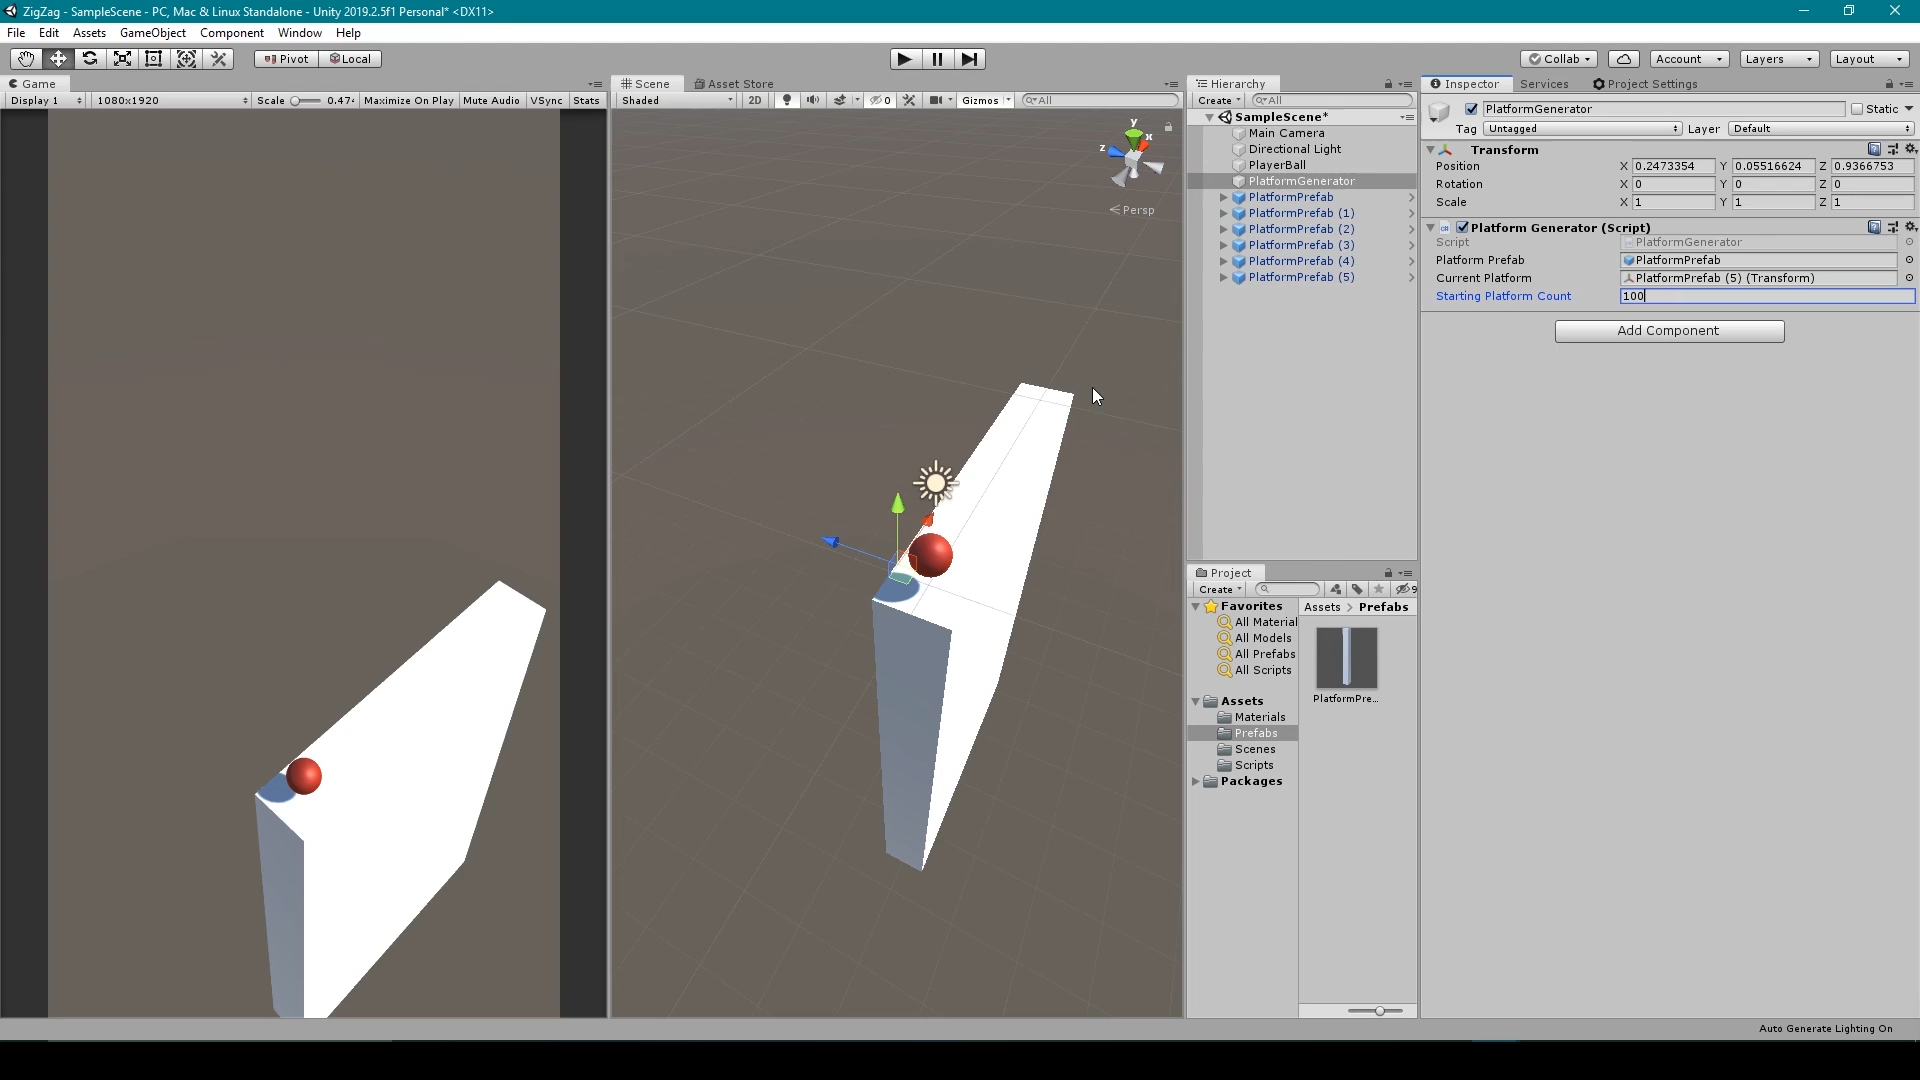 ZigZag - SampleScene - PC, Mac & Linux Standalone - Unity 2019.2.5f1 Personal* <DX11>
File Edit Assets GameObject Component Window Help
Pivot Local Collab Account Layers Layout
Game
Display 1 1080x1920 Scale 0.47 Maximize On Play Mute Audio VSync Stats
Scene Asset Store
Shaded 2D 0 Gizmos All
y
x
z
Persp
Hierarchy
Create All
SampleScene*
Main Camera
Directional Light
PlayerBall
PlatformGenerator
PlatformPrefab
PlatformPrefab (1)
PlatformPrefab (2)
PlatformPrefab (3)
PlatformPrefab (4)
PlatformPrefab (5)
Project
Create 9
Favorites
All Material
All Models
All Prefabs
All Scripts
Assets
Materials
Prefabs
Scenes
Scripts
Packages
Assets > Prefabs
PlatformPre...
Inspector Services Project Settings
PlatformGenerator Static
Tag Untagged Layer Default
Transform
Position X 0.2473354 Y 0.05516624 Z 0.9366753
Rotation X 0 Y 0 Z 0
Scale X 1 Y 1 Z 1
Platform Generator (Script)
Script PlatformGenerator
Platform Prefab PlatformPrefab
Current Platform PlatformPrefab (5) (Transform)
Starting Platform Count 100
Add Component
Auto Generate Lighting On